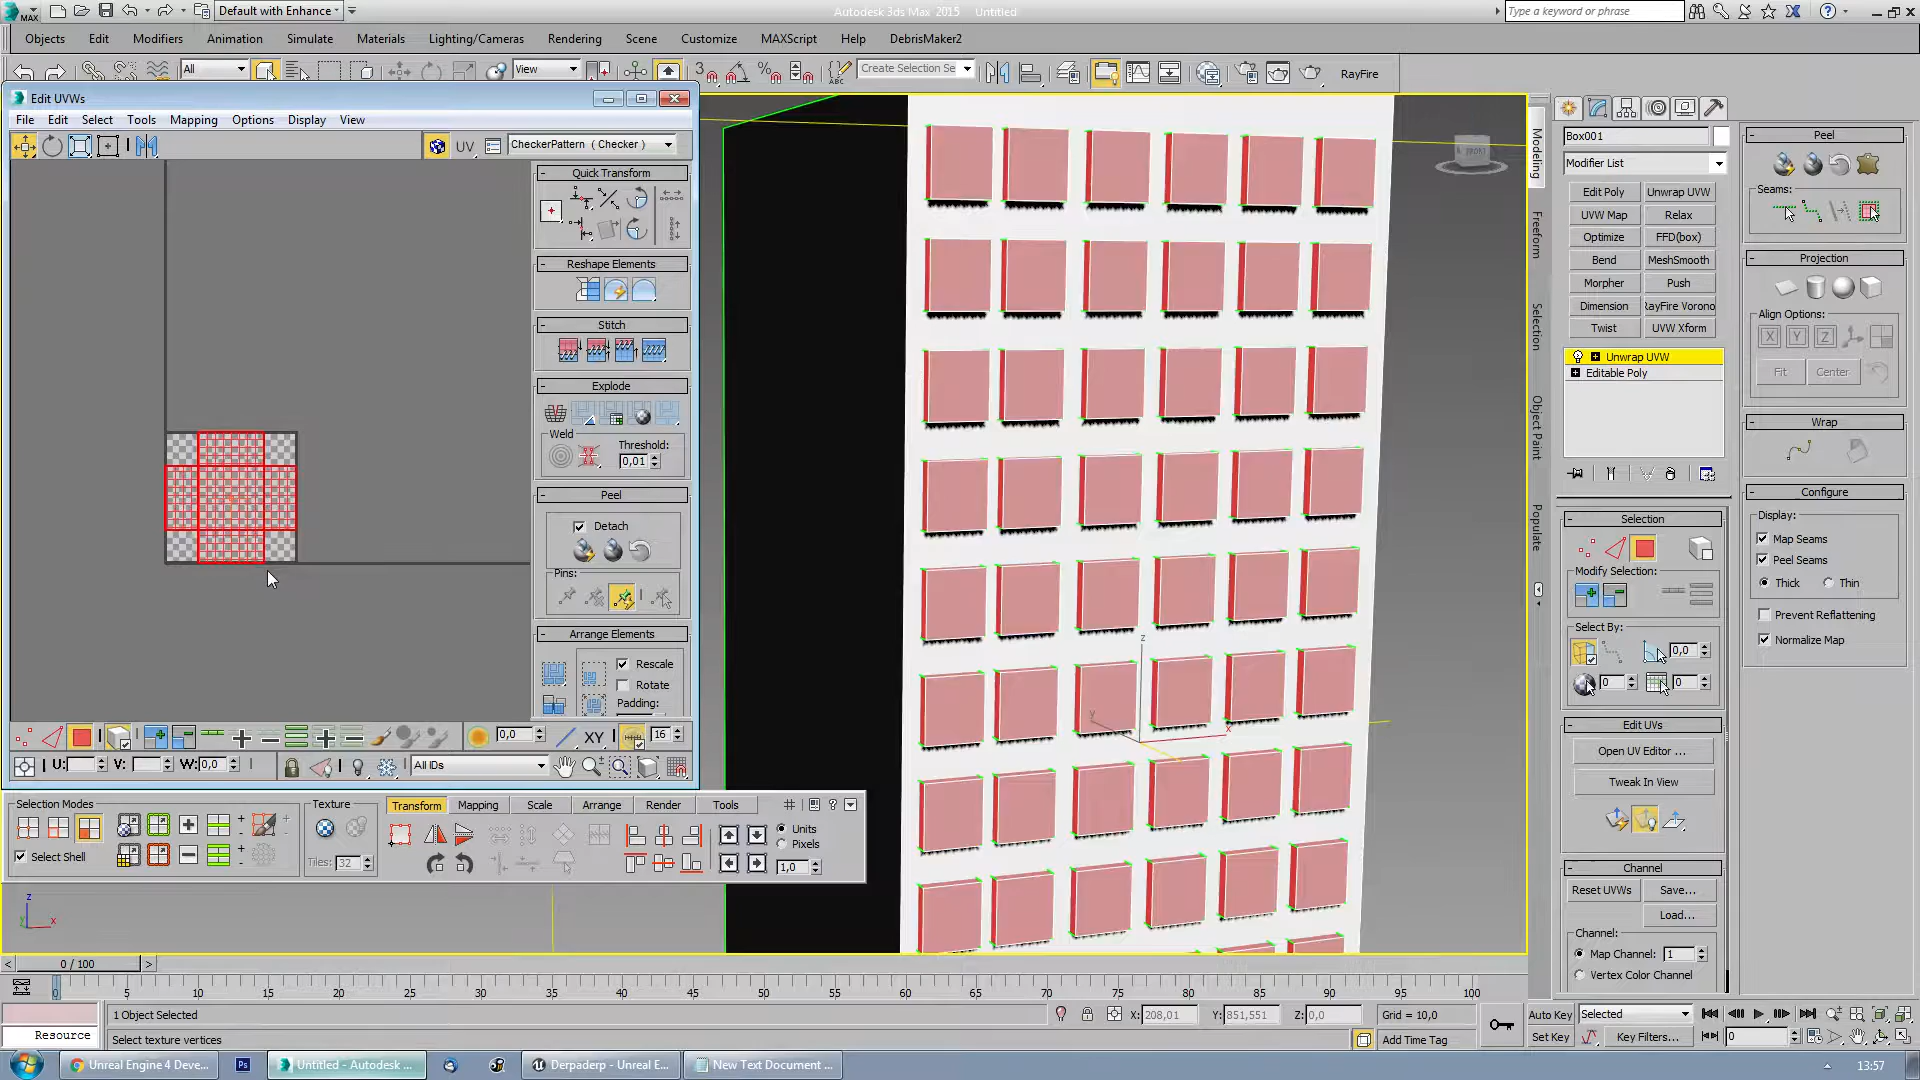 MAX
Default with Enhance
Autodesk 3ds Max 2015    Untitled
Type a keyword or phrase
Objects
Edit
Modifiers
Animation
Simulate
Materials
Lighting/Cameras
Rendering
Scene
Customize
MAXScript
Help
DebrisMaker2
All
View
Create Selection Se
RayFire
Edit UVWs
File
Edit
Select
Tools
Mapping
Options
Display
View
UV
CheckerPattern ( Checker )
Quick Transform
Reshape Elements
Stitch
Explode
Weld
Threshold:
0,01
Peel
Detach
Pins:
Arrange Elements
Rescale
Rotate
Padding:
0,0
XY
16
U:
V:
W: 0,0
All IDs
Selection Modes
Select Shell
Texture
Tiles: 32
Transform
Mapping
Scale
Arrange
Render
Tools
Units
Pixels
1,0
z
x
y
z
x
Modeling
Freeform
Selection
Object Paint
Populate
Box001
Modifier List
Edit Poly
Unwrap UVW
UVW Map
Relax
Optimize
FFD(box)
Bend
MeshSmooth
Morpher
Push
Dimension
RayFire Vorono
Twist
UVW Xform
Unwrap UVW
Editable Poly
Selection
Modify Selection:
Select By:
0,0
0
0
Edit UVs
Open UV Editor ...
Tweak In View
Channel
Reset UVWs
Save...
Load...
Channel:
Map Channel: 1
Vertex Color Channel
Peel
Seams:
Projection
Align Options:
X
Y
Z
Fit
Center
Wrap
Configure
Display:
Map Seams
Peel Seams
Thick
Thin
Prevent Reflattening
Normalize Map
0 / 100
0 5 10 15 20 25 30 35 40 45 50 55 60 65 70 75 80 85 90 95 100
1 Object Selected
X: 208,01
Y: 851,551
Z: 0,0
Grid = 10,0
Auto Key
Selected
Resource
Select texture vertices
Add Time Tag
Set Key
Key Filters...
0
Unreal Engine 4 Deve...
Ps
Untitled - Autodesk ...
Derpaderp - Unreal E...
New Text Document ...
13:57